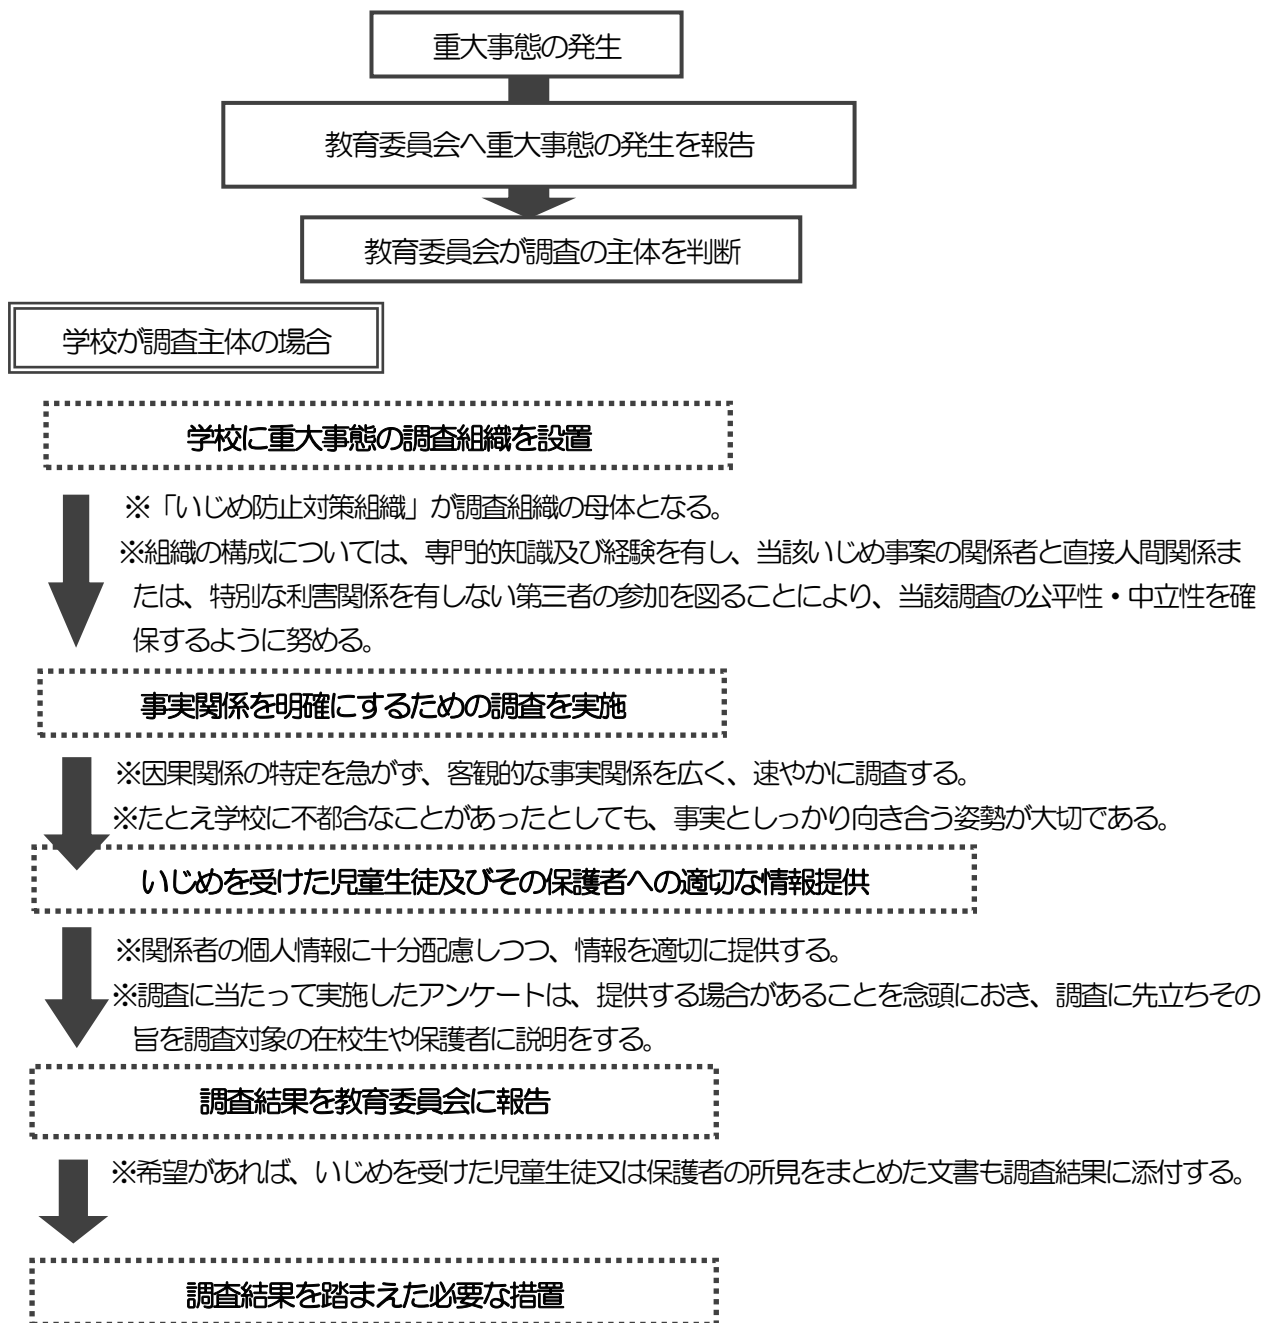 重大事態の発生
教育委員会へ重大事態の発生を報告
教育委員会が調査の主体を判断
学校が調査主体の場合
学校に重大事態の調査組織を設置
※「いじめ防止対策組織」が調査組織の母体となる。
※組織の構成については、専門的知識及び経験を有し、当該いじめ事案の関係者と直接人間関係ま
たは、特別な利害関係を有しない第三者の参加を図ることにより、当該調査の公平性・中立性を確
保するように努める。
事実関係を明確にするための調査を実施
※因果関係の特定を急がず、客観的な事実関係を広く、速やかに調査する。
※たとえ学校に不都合なことがあったとしても、事実としっかり向き合う姿勢が大切である。
いじめを受けた児童生徒及びその保護者への適切な情報提供
※関係者の個人情報に十分配慮しつつ、情報を適切に提供する。
※調査に当たって実施したアンケートは、提供する場合があることを念頭におき、調査に先立ちその
旨を調査対象の在校生や保護者に説明をする。
調査結果を教育委員会に報告
※希望があれば、いじめを受けた児童生徒又は保護者の所見をまとめた文書も調査結果に添付する。
調査結果を踏まえた必要な措置